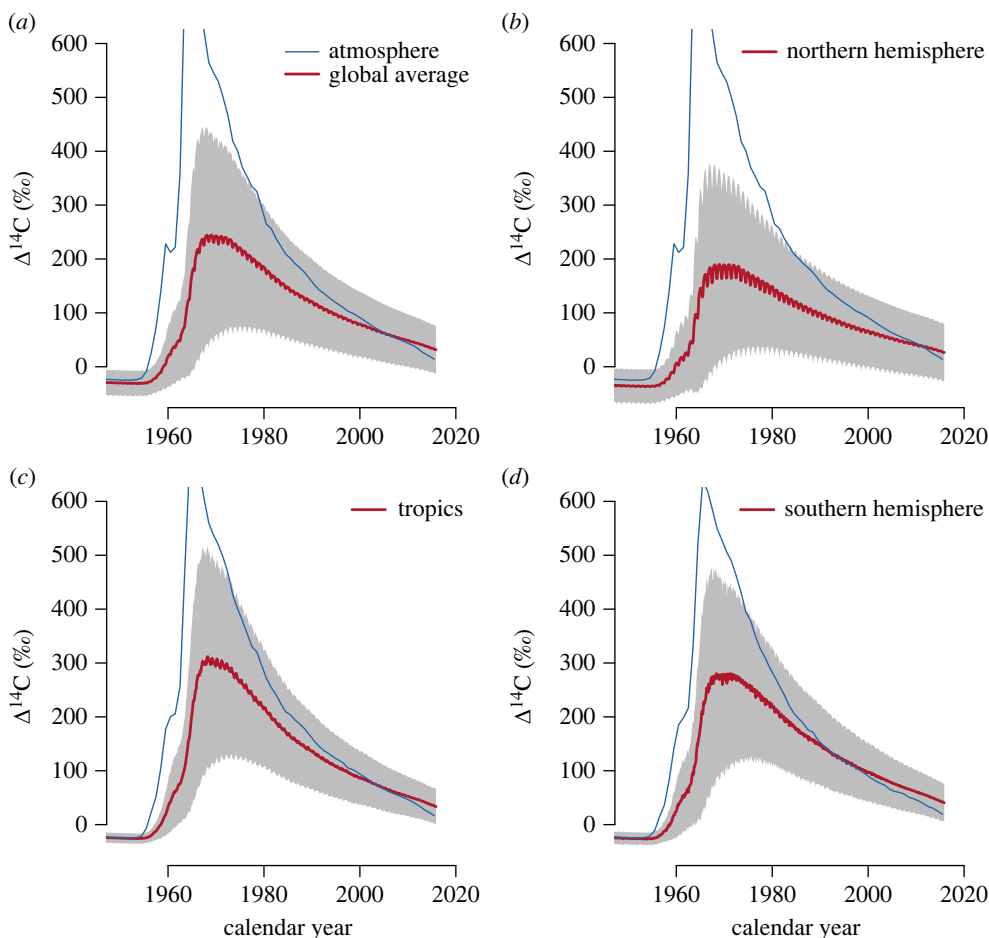 (a)
600
500
400
300
200
100
0
Δ¹⁴C (‰)
atmosphere
global average
1960
1980
2000
2020
(b)
600
500
400
300
200
100
0
Δ¹⁴C (‰)
northern hemisphere
1960
1980
2000
2020
(c)
600
500
400
300
200
100
0
Δ¹⁴C (‰)
tropics
1960
1980
2000
2020
calendar year
(d)
600
500
400
300
200
100
0
Δ¹⁴C (‰)
southern hemisphere
1960
1980
2000
2020
calendar year